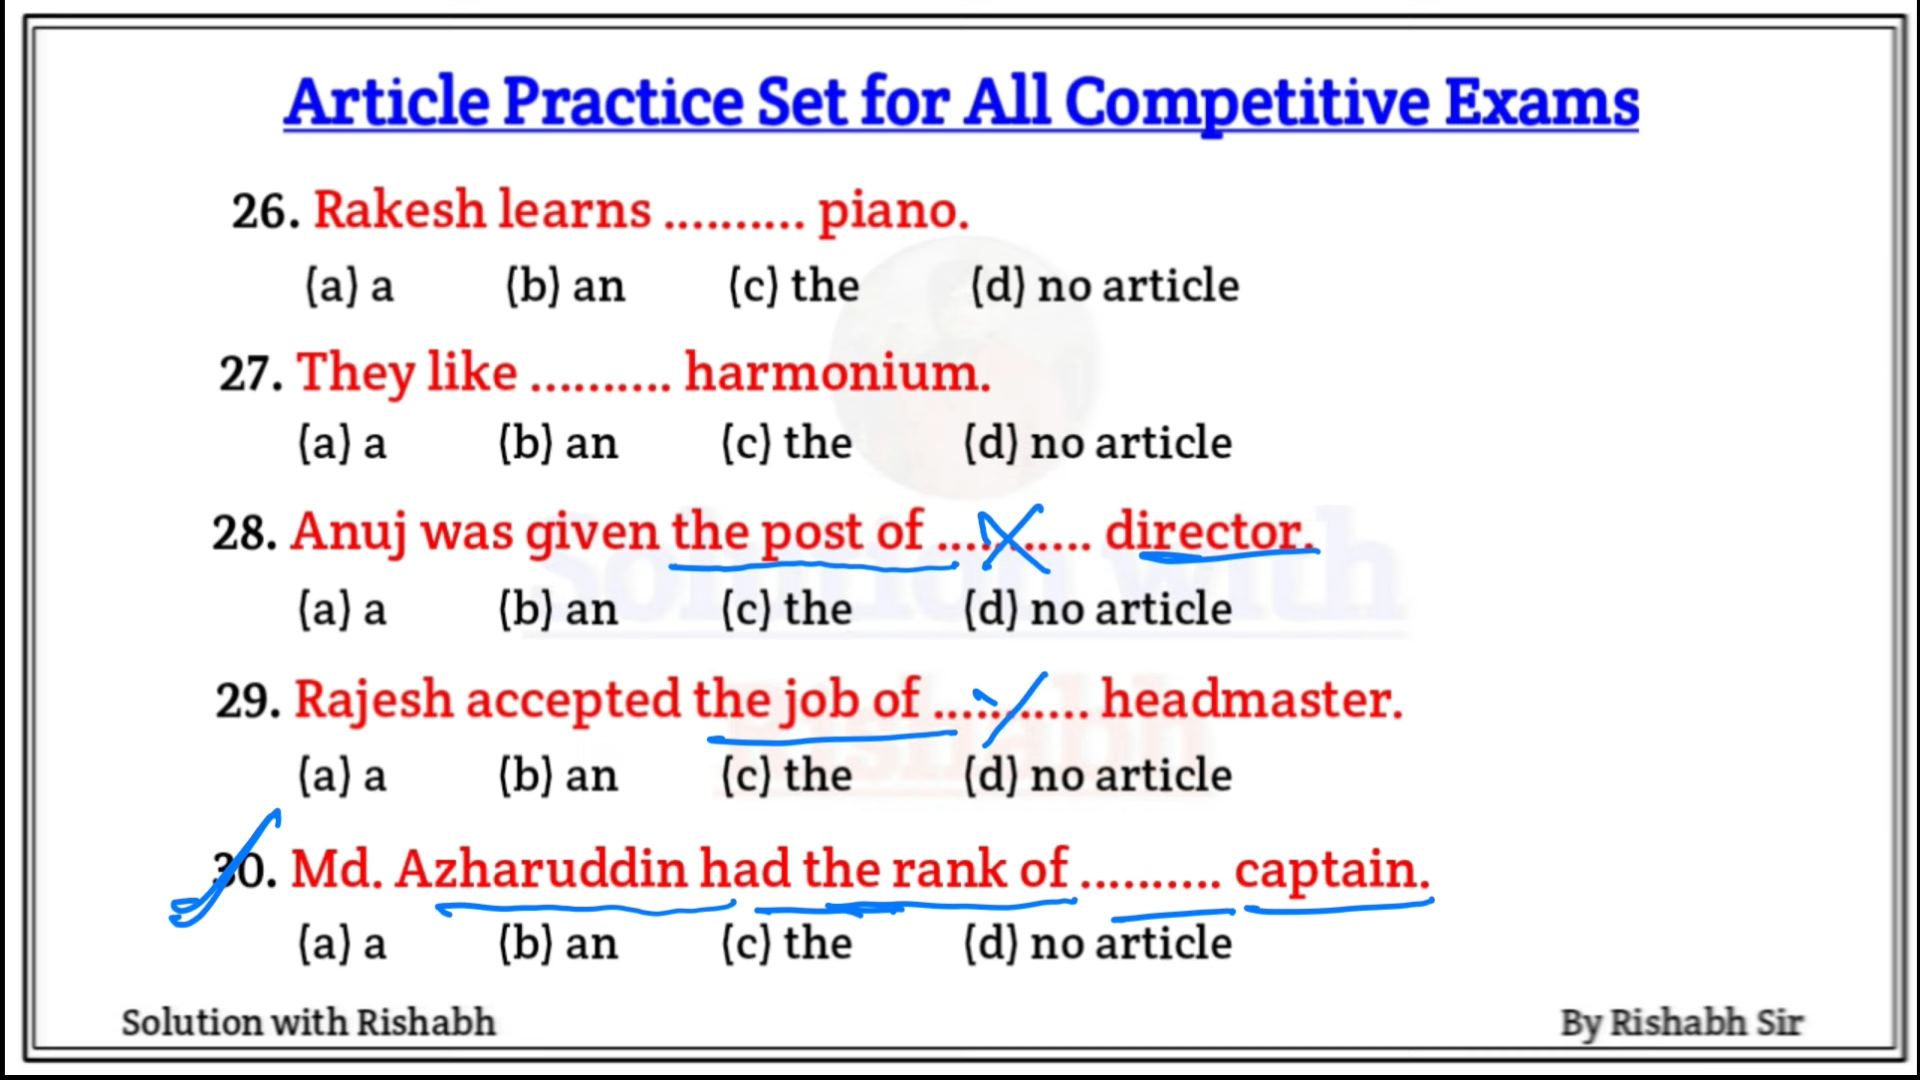 Article Practice Set for All Competitive Exams
26. Rakesh learns .......... piano.
(a) a (b) an (c) the (d) no article
27. They like .......... harmonium.
(a) a (b) an (c) the (d) no article
28. Anuj was given the post of ........... director.
(a) a (b) an (c) the (d) no article
29. Rajesh accepted the job of ........... headmaster.
(a) a (b) an (c) the (d) no article
30. Md. Azharuddin had the rank of .......... captain.
(a) a (b) an (c) the (d) no article
Solution with Rishabh
Solution with Rishabh By Rishabh Sir